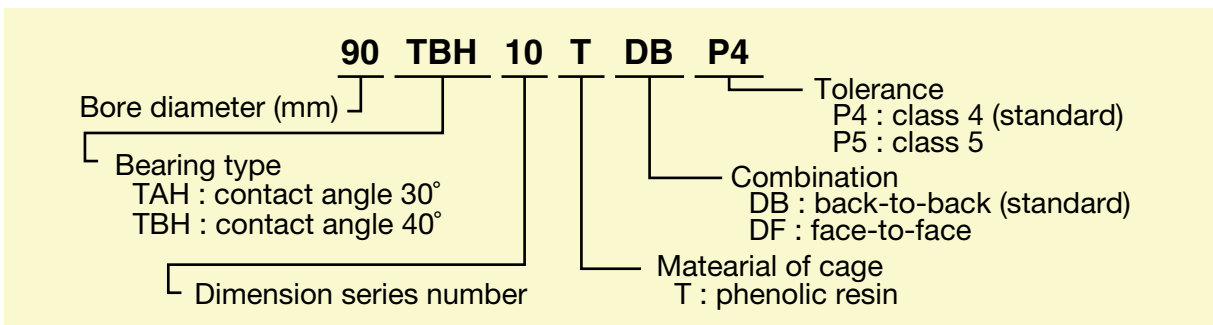 90 TBH 10 T DB P4
Bore diameter (mm)
Bearing type
TAH : contact angle 30˚
TBH : contact angle 40˚
Dimension series number
Matearial of cage
T : phenolic resin
Combination
DB : back-to-back (standard)
DF : face-to-face
Tolerance
P4 : class 4 (standard)
P5 : class 5